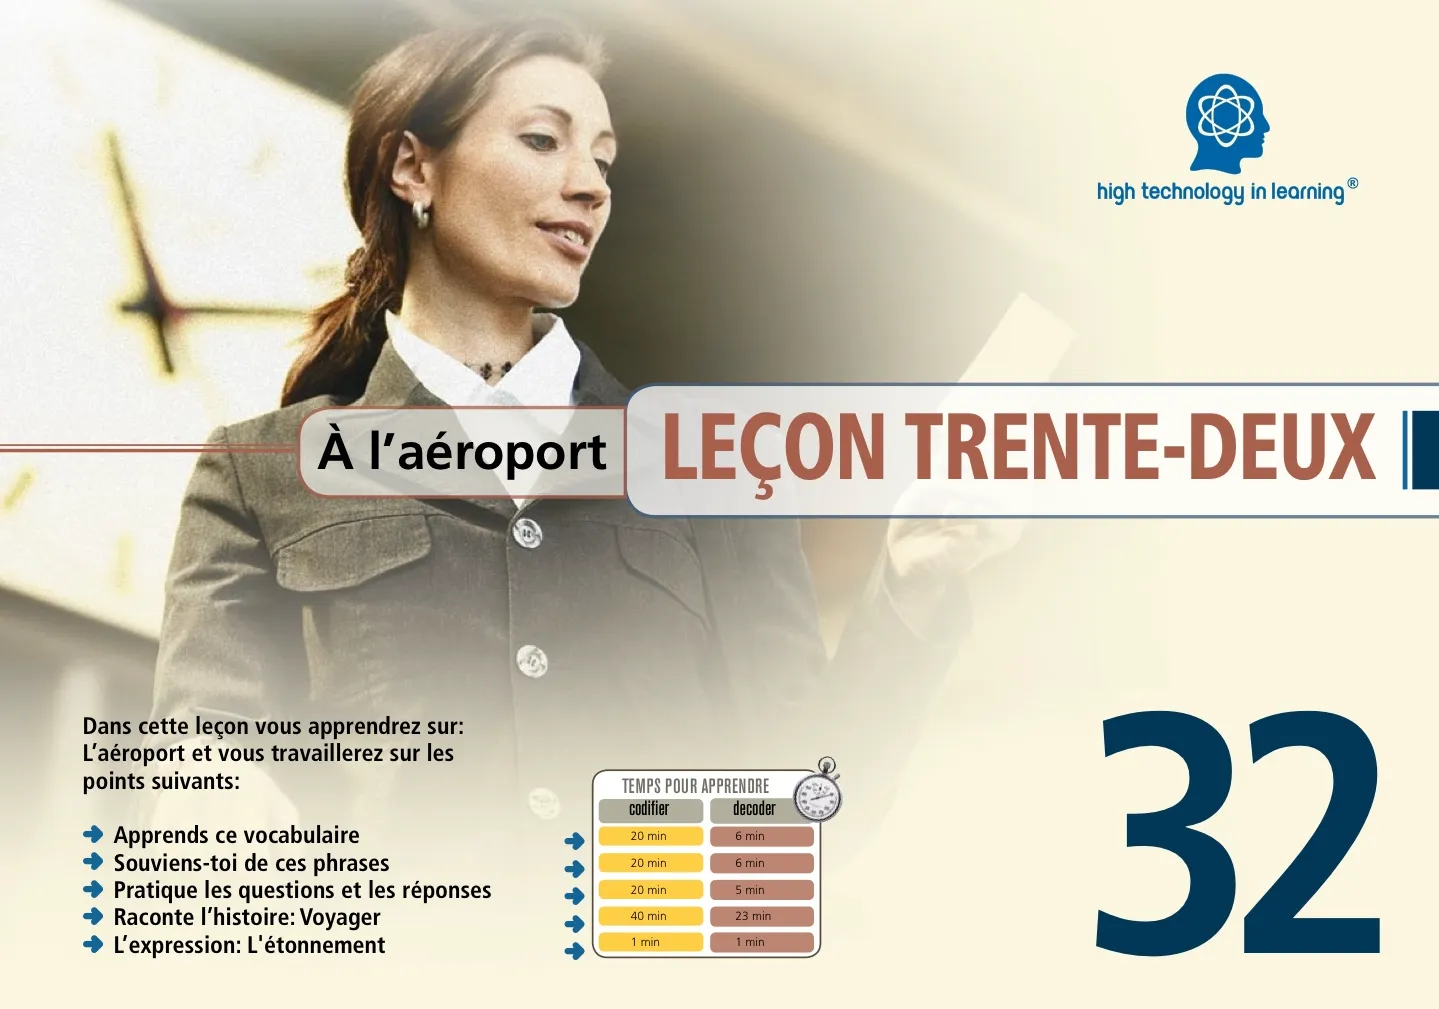 high technology in learning®
À l’aéroport
LEÇON TRENTE-DEUX
Dans cette leçon vous apprendrez sur:
L’aéroport et vous travaillerez sur les
points suivants:
Apprends ce vocabulaire
Souviens-toi de ces phrases
Pratique les questions et les réponses
Raconte l’histoire: Voyager
L’expression: L'étonnement
TEMPS POUR APPRENDRE
codifier decoder
20 min 6 min
20 min 6 min
20 min 5 min
40 min 23 min
1 min 1 min
32